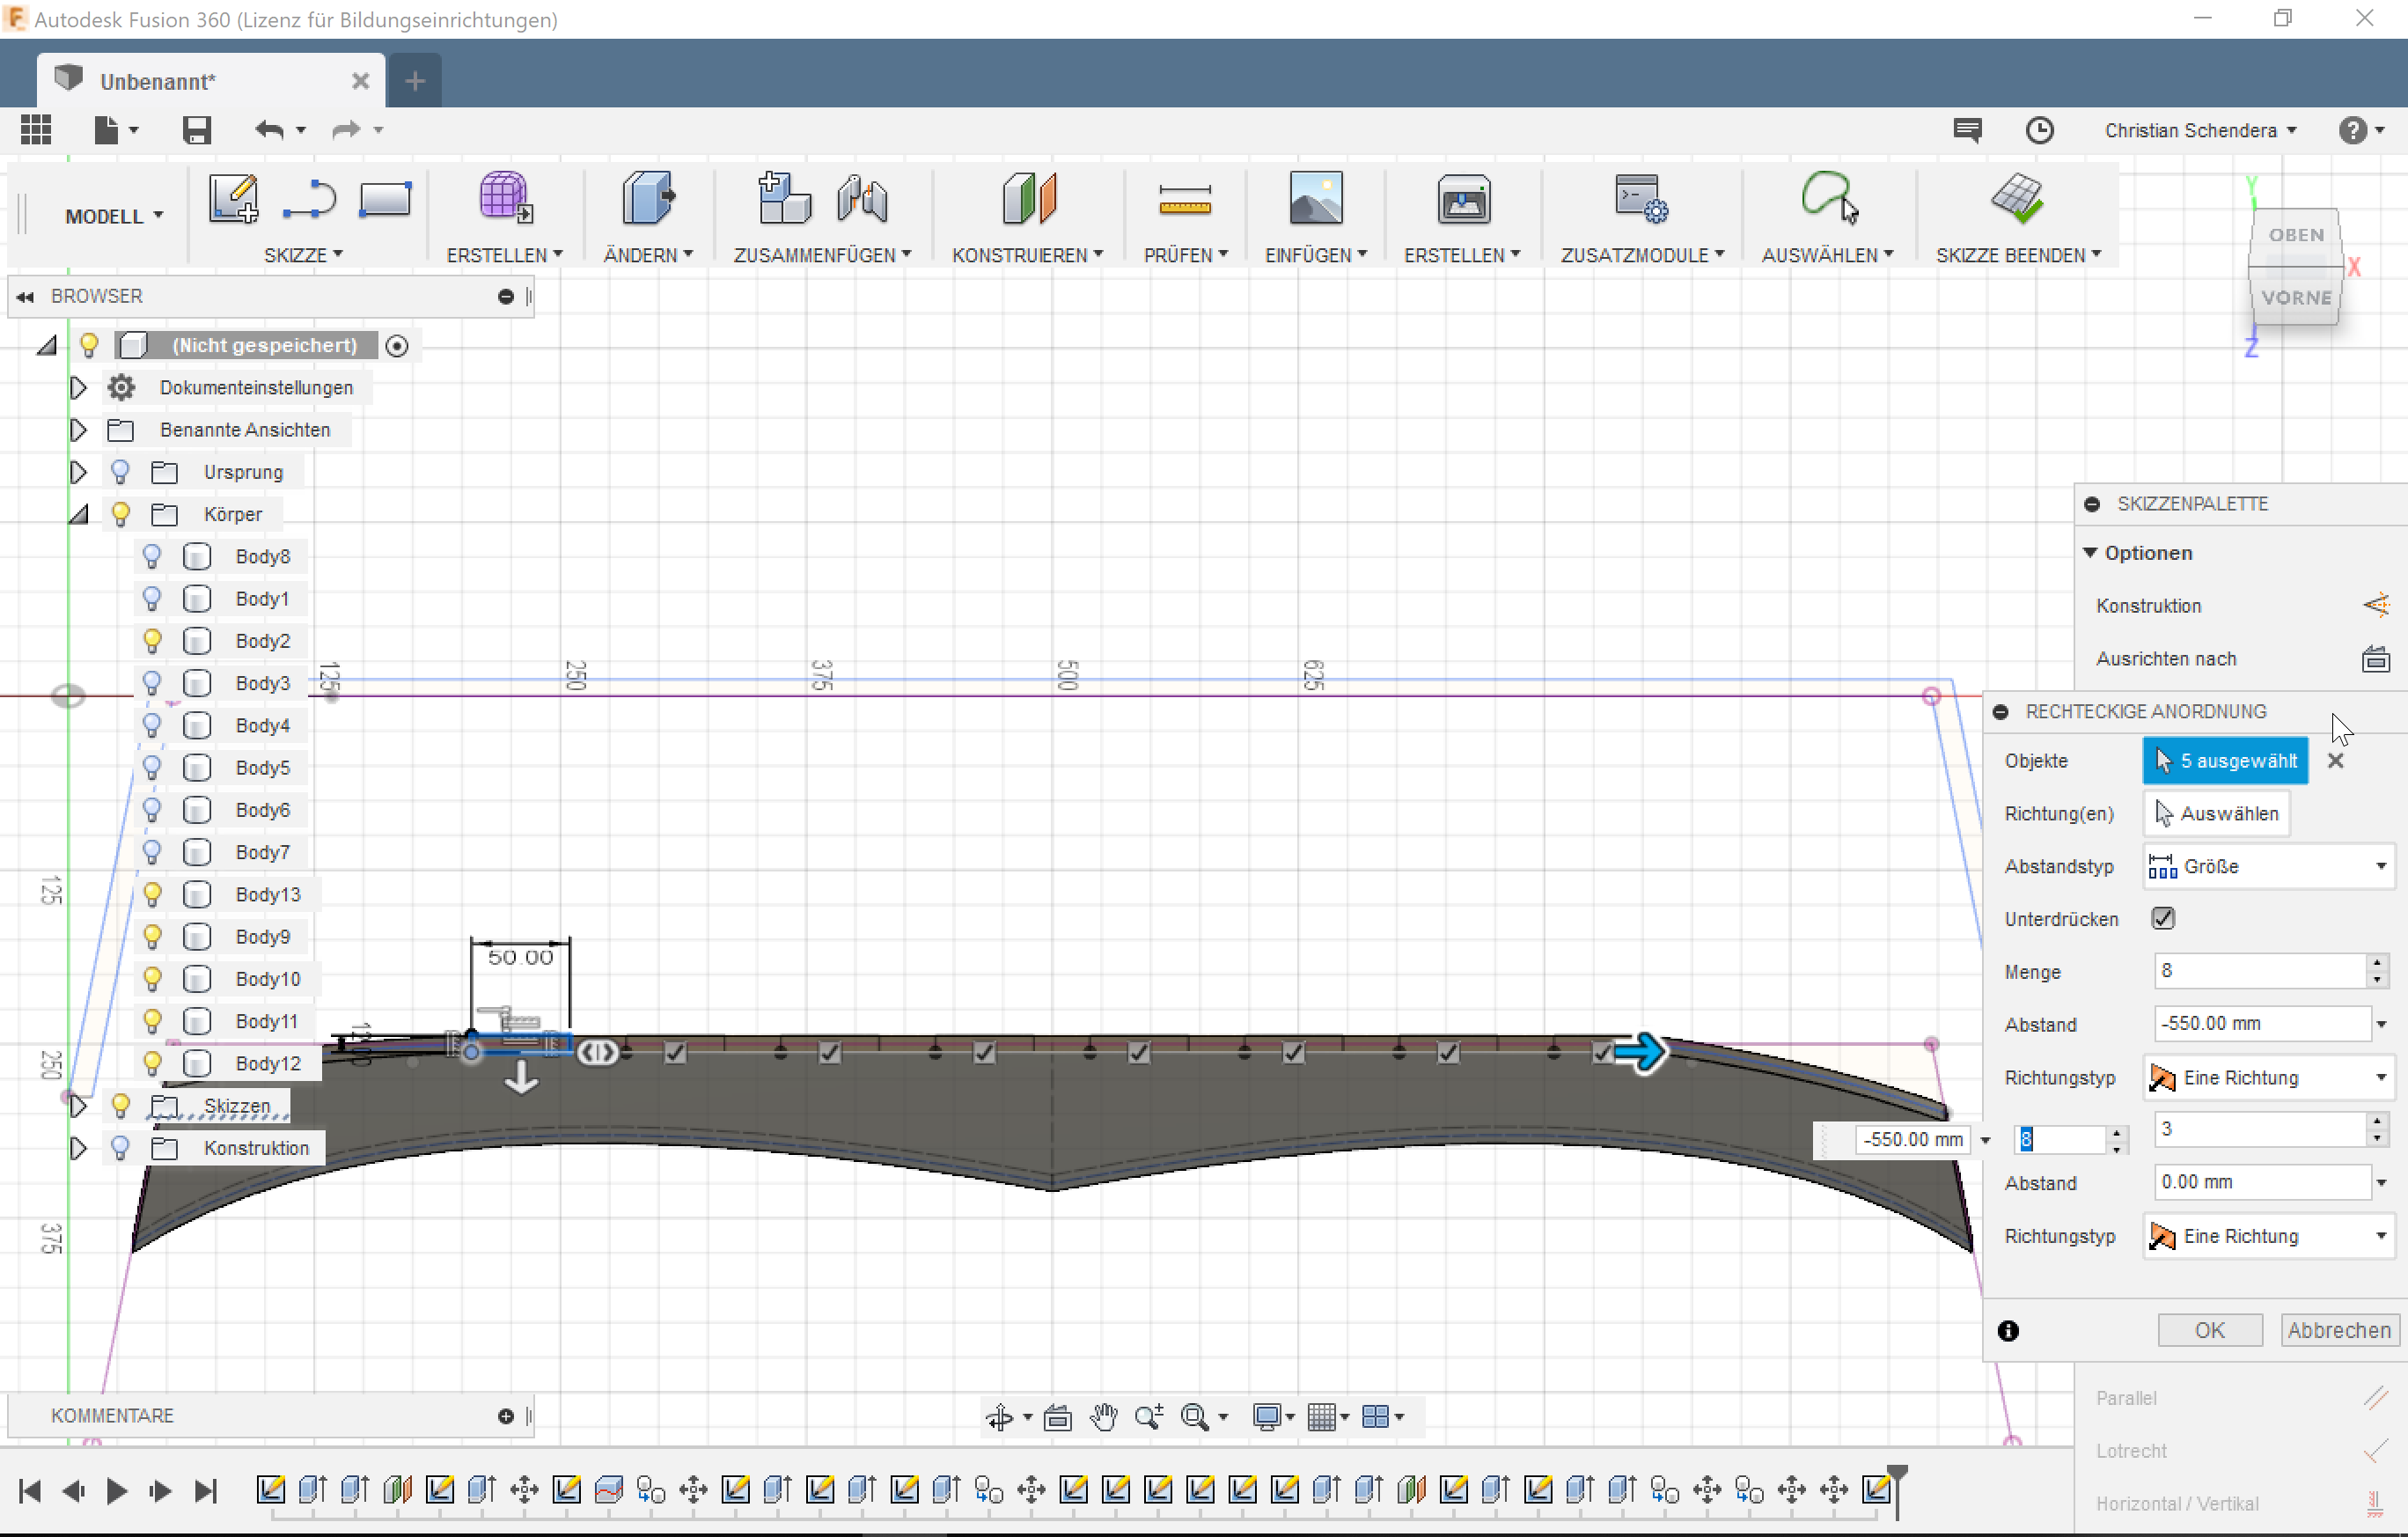 Autodesk Fusion 360 (Lizenz für Bildungseinrichtungen)
Unbenannt*
Christian Schendera
MODELL
SKIZZE
ERSTELLEN
ÄNDERN
ZUSAMMENFÜGEN
KONSTRUIEREN
PRÜFEN
EINFÜGEN
ERSTELLEN
ZUSATZMODULE
AUSWÄHLEN
SKIZZE BEENDEN
Y
OBEN
X
VORNE
Z
BROWSER
(Nicht gespeichert)
Dokumenteinstellungen
Benannte Ansichten
Ursprung
Körper
Body8
Body1
Body2
Body3
Body4
Body5
Body6
Body7
Body13
Body9
Body10
Body11
Body12
Skizzen
Konstruktion
125
250
375
500
625
125
250
375
50.00
SKIZZENPALETTE
Optionen
Konstruktion
Ausrichten nach
RECHTECKIGE ANORDNUNG
Objekte 5 ausgewählt
Richtung(en) Auswählen
Abstandstyp Größe
Unterdrücken
Menge 8
Abstand -550.00 mm
Richtungstyp Eine Richtung
-550.00 mm 8 3
Abstand 0.00 mm
Richtungstyp Eine Richtung
OK Abbrechen
Parallel
Lotrecht
Horizontal / Vertikal
KOMMENTARE